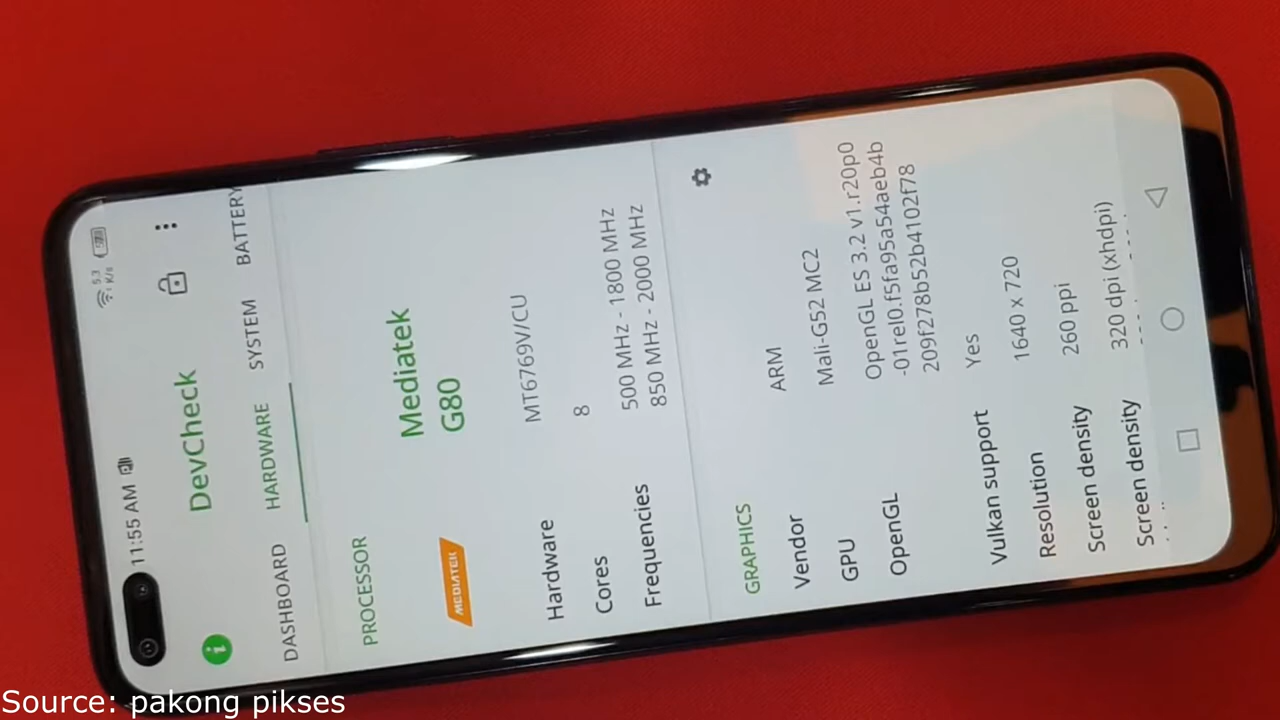 11:55 AM
5.3
K/s
DevCheck
DASHBOARD HARDWARE SYSTEM BATTERY
PROCESSOR
MEDIATEK
Mediatek
G80
Hardware MT6769V/CU
Cores 8
Frequencies 500 MHz - 1800 MHz
850 MHz - 2000 MHz
GRAPHICS
Vendor ARM
GPU Mali-G52 MC2
OpenGL OpenGL ES 3.2 v1.r20p0
-01rel0.f5fa95a54aeb4b
209f278b52b4102f78
Vulkan support Yes
Resolution 1640 x 720
Screen density 260 ppi
Screen density 320 dpi (xhdpi)
Source: pakong pikses